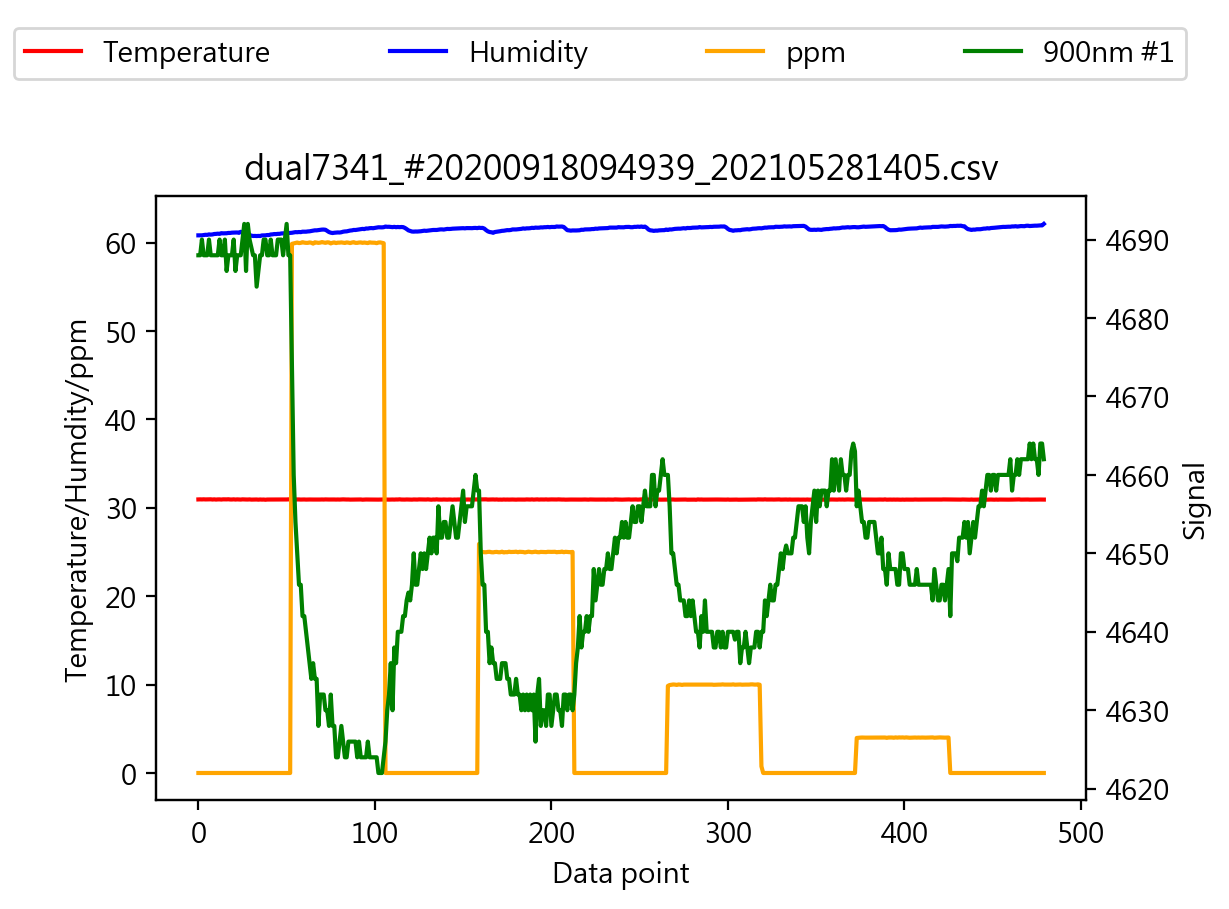 Temperature Humidity ppm 900nm #1
dual7341_#20200918094939_202105281405.csv
Temperature/Humdity/ppm
60
50
40
30
20
10
0
4690
4680
4670
4660
4650
4640
4630
4620
Signal
0 100 200 300 400 500
Data point